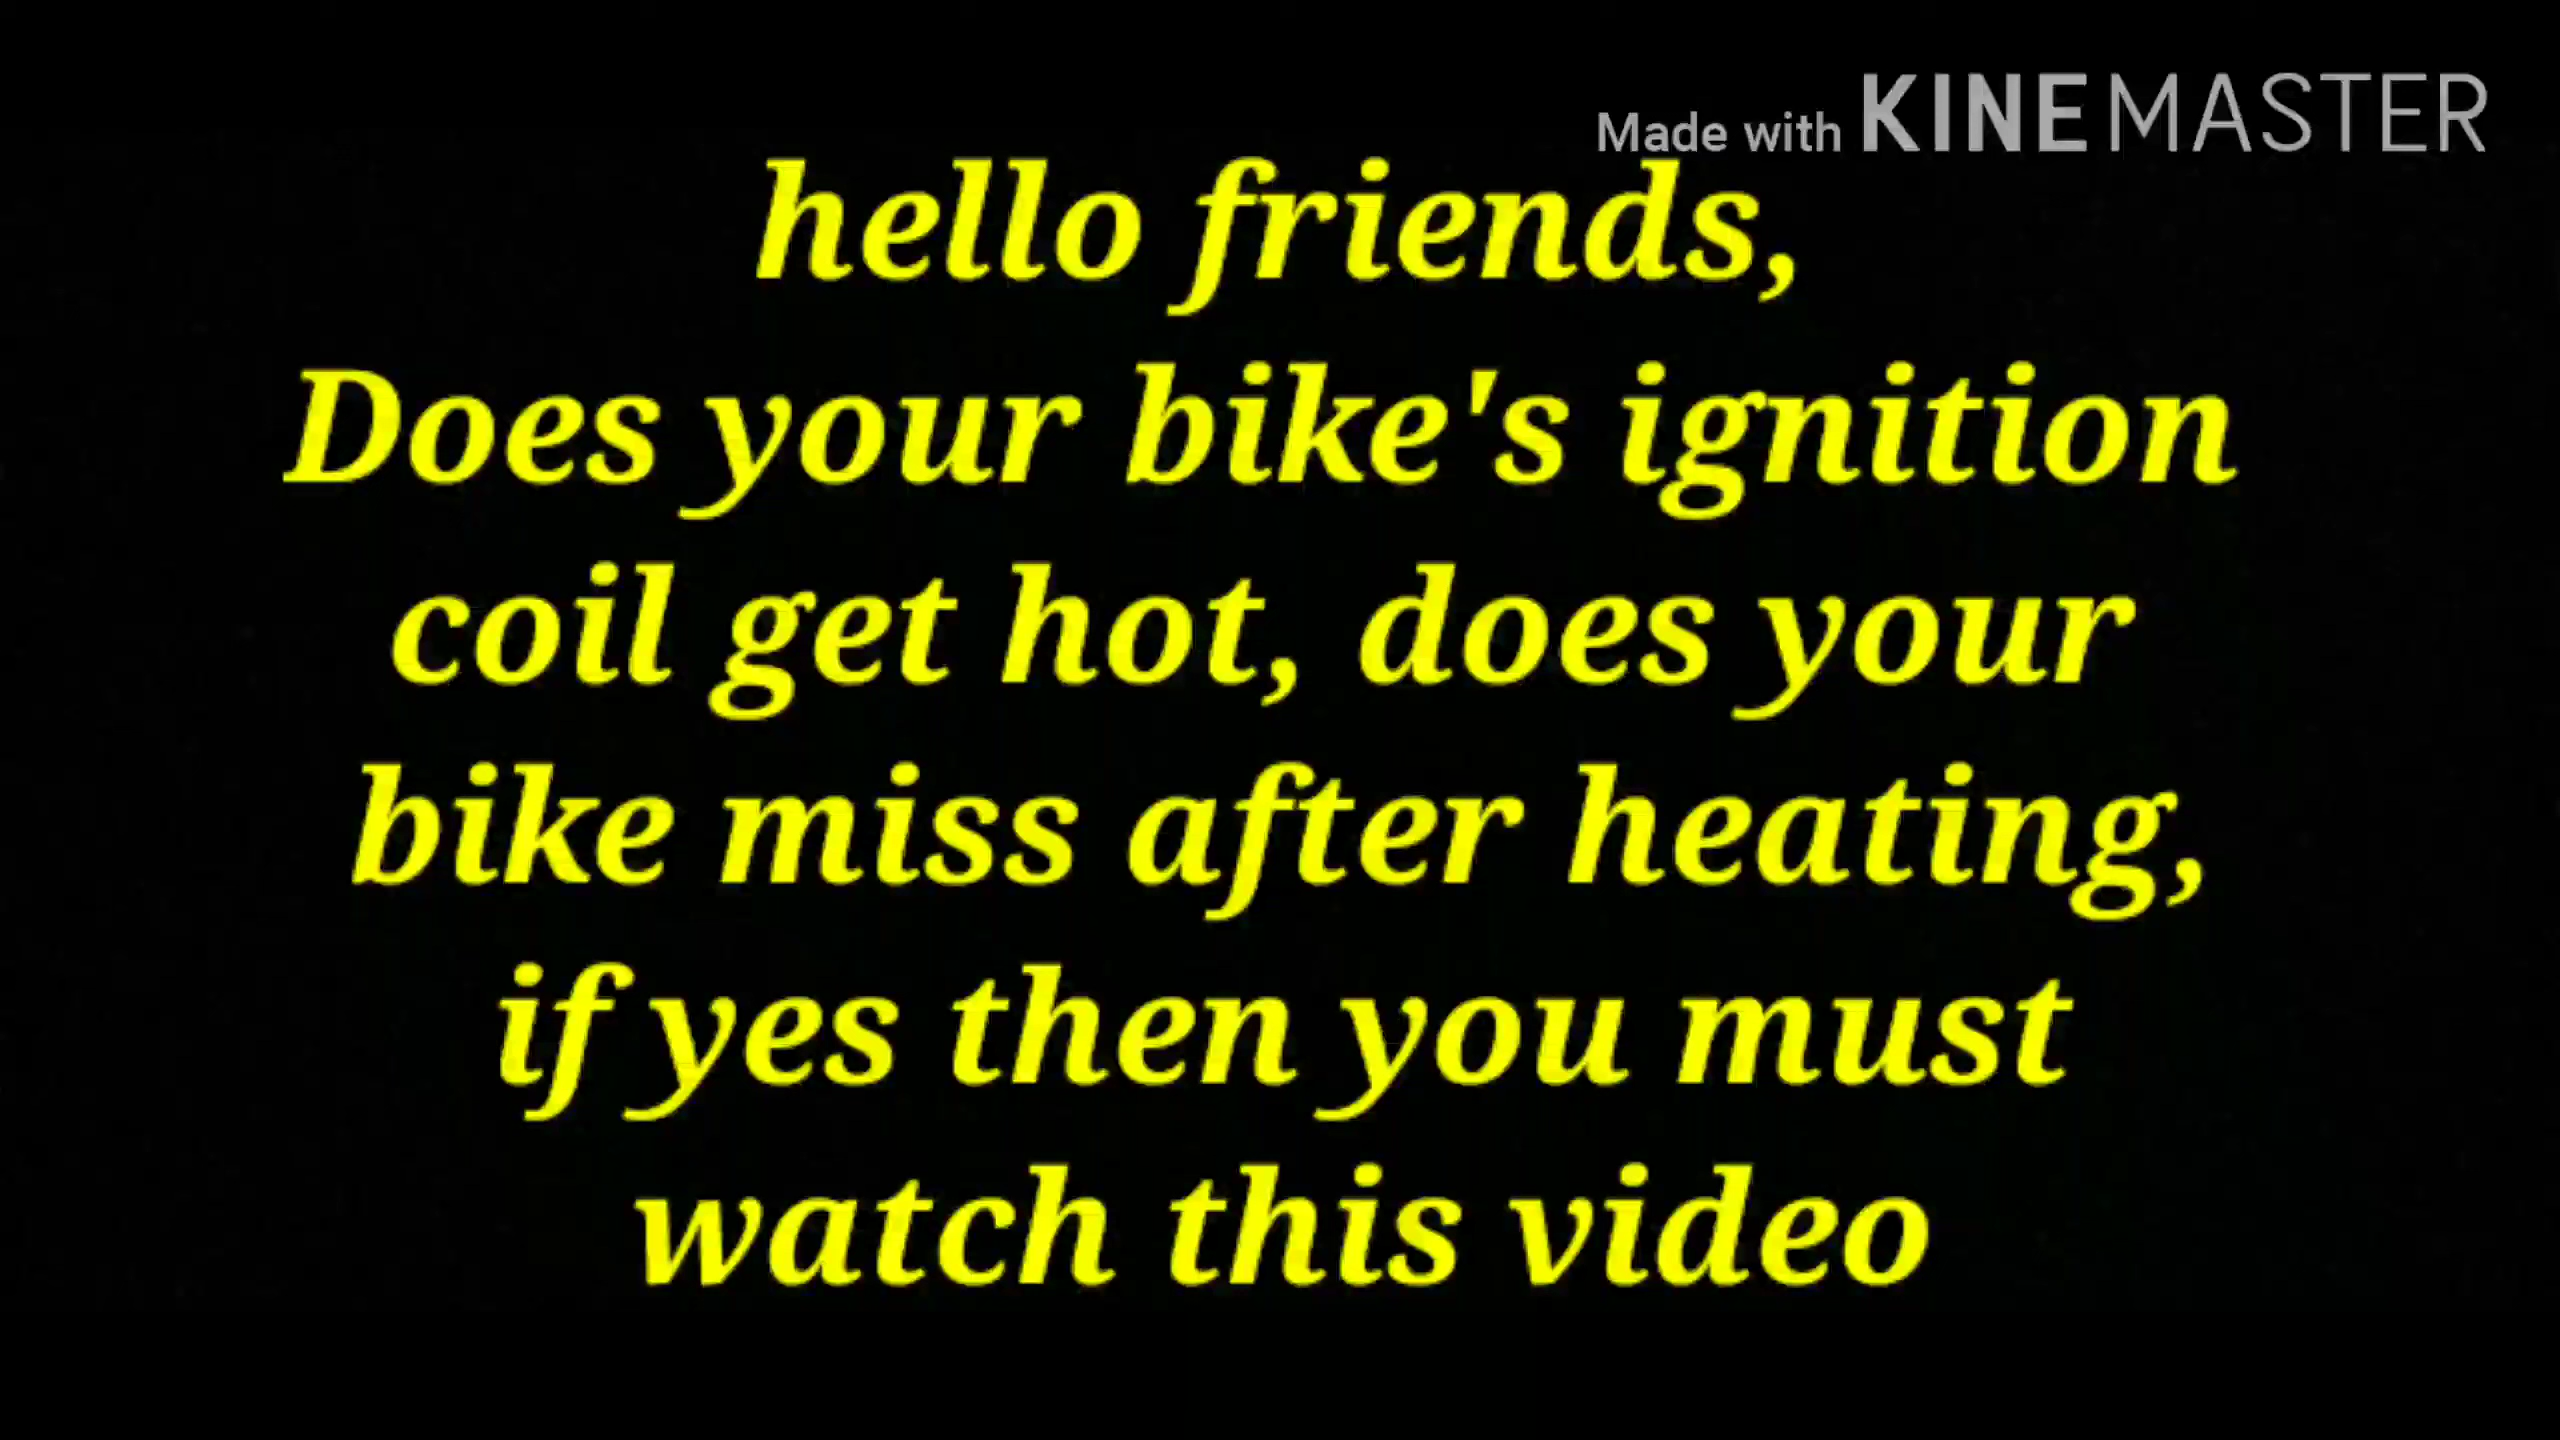 Made with KINEMASTER
hello friends,
Does your bike's ignition
coil get hot, does your
bike miss after heating,
if yes then you must
watch this video